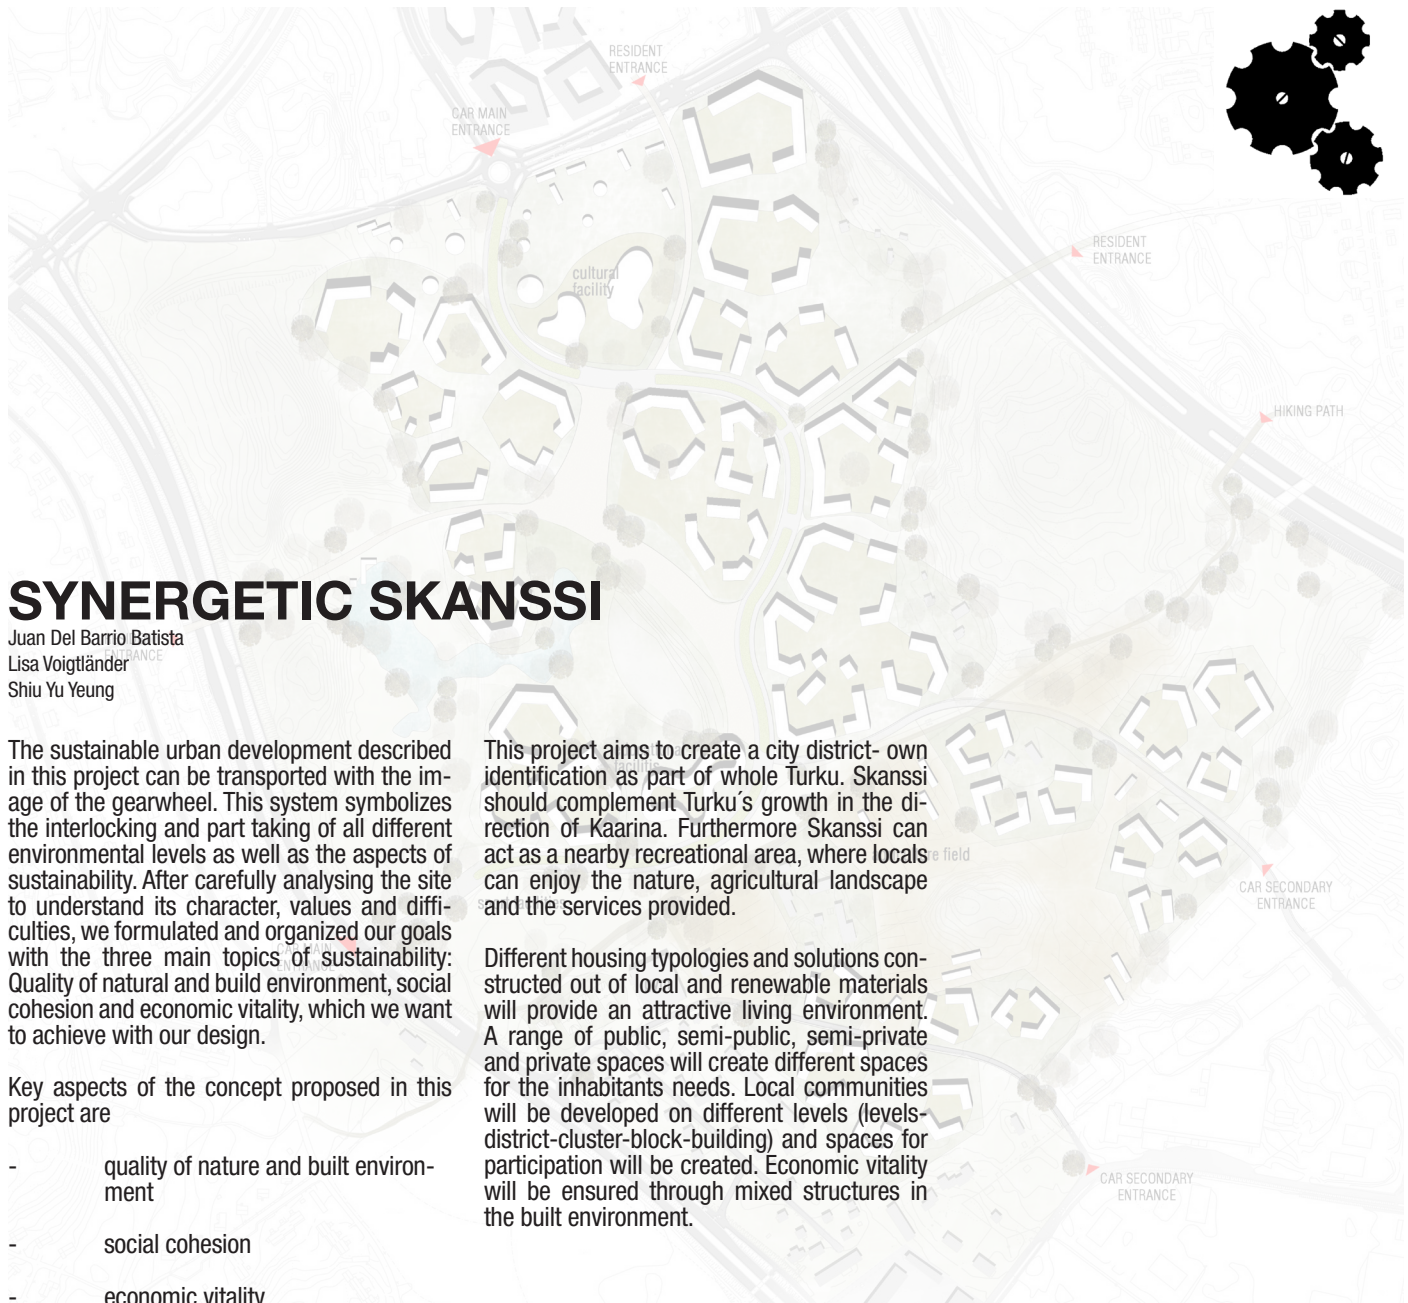 RESIDENT
ENTRANCE
CAR MAIN
ENTRANCE
RESIDENT
ENTRANCE
cultural
facility
HIKING PATH
SYNERGETIC SKANSSI
Juan Del Barrio Batista
Lisa Voigtländer
Shiu Yu Yeung
ENTRANCE
The sustainable urban development described
in this project can be transported with the im-
age of the gearwheel. This system symbolizes
the interlocking and part taking of all different
environmental levels as well as the aspects of
sustainability. After carefully analysing the site
to understand its character, values and diffi-
culties, we formulated and organized our goals
with the three main topics of sustainability:
Quality of natural and build environment, social
cohesion and economic vitality, which we want
to achieve with our design.
Key aspects of the concept proposed in this
project are
- quality of nature and built environ-
ment
- social cohesion
- economic vitality
CAR MAIN
ENTRANCE
This project aims to create a city district- own
identification as part of whole Turku. Skanssi
should complement Turku´s growth in the di-
rection of Kaarina. Furthermore Skanssi can
act as a nearby recreational area, where locals
can enjoy the nature, agricultural landscape
and the services provided.
Different housing typologies and solutions con-
structed out of local and renewable materials
will provide an attractive living environment.
A range of public, semi-public, semi-private
and private spaces will create different spaces
for the inhabitants needs. Local communities
will be developed on different levels (levels-
district-cluster-block-building) and spaces for
participation will be created. Economic vitality
will be ensured through mixed structures in
the built environment.
field
CAR SECONDARY
ENTRANCE
CAR SECONDARY
ENTRANCE